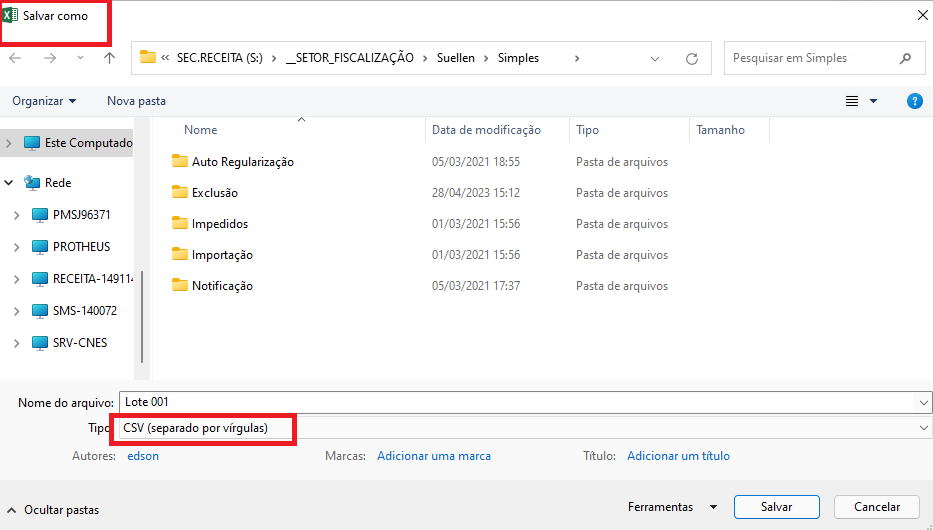 Salvar como
« SEC.RECEITA (S:) > __SETOR_FISCALIZAÇÃO > Suellen > Simples >
Pesquisar em Simples
Organizar
Nova pasta
Nome
Data de modificação
Tipo
Tamanho
Este Computado
Rede
PMSJ96371
PROTHEUS
RECEITA-149114
SMS-140072
SRV-CNES
Auto Regularização 05/03/2021 18:55 Pasta de arquivos
Exclusão 28/04/2023 15:12 Pasta de arquivos
Impedidos 01/03/2021 15:56 Pasta de arquivos
Importação 01/03/2021 15:56 Pasta de arquivos
Notificação 05/03/2021 17:37 Pasta de arquivos
Nome do arquivo: Lote 001
Tipo CSV (separado por vírgulas)
Autores: edson
Marcas: Adicionar uma marca
Título: Adicionar um título
Ocultar pastas
Ferramentas
Salvar
Cancelar